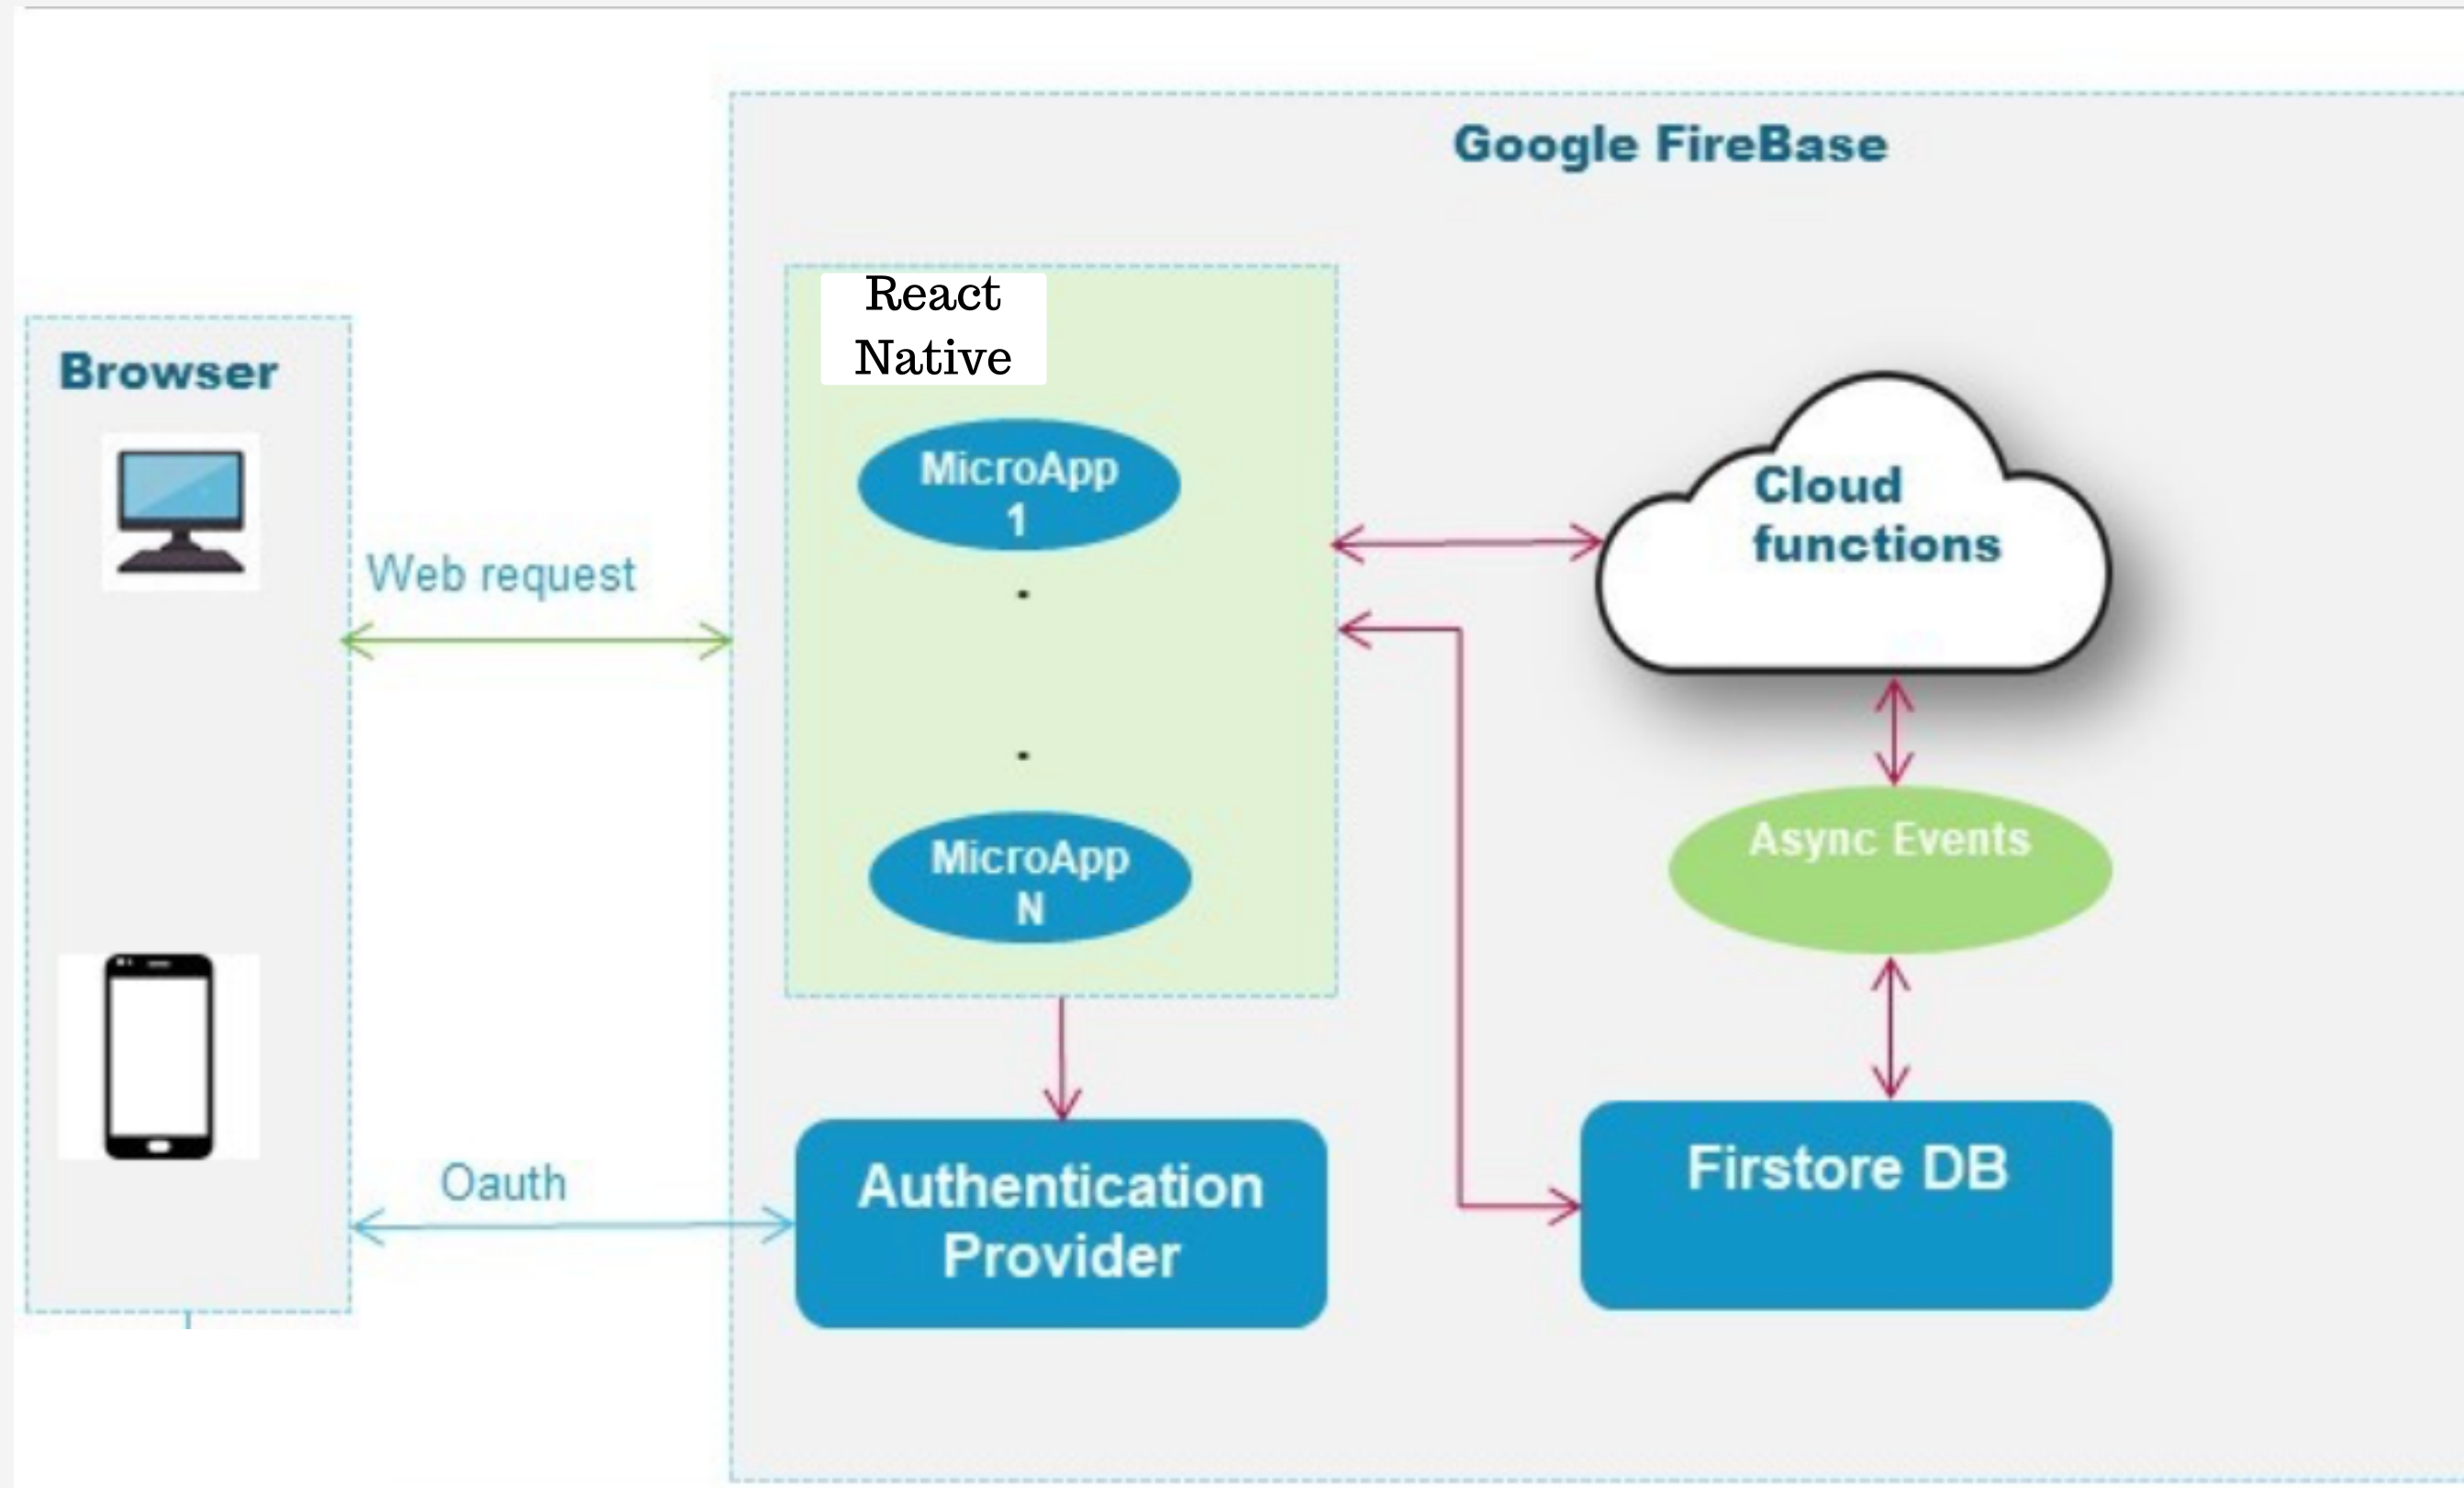 Google FireBase
React
Native
Browser
MicroApp
1
Cloud
functions
Web request
MicroApp
N
Async Events
Oauth
Authentication
Provider
Firstore DB